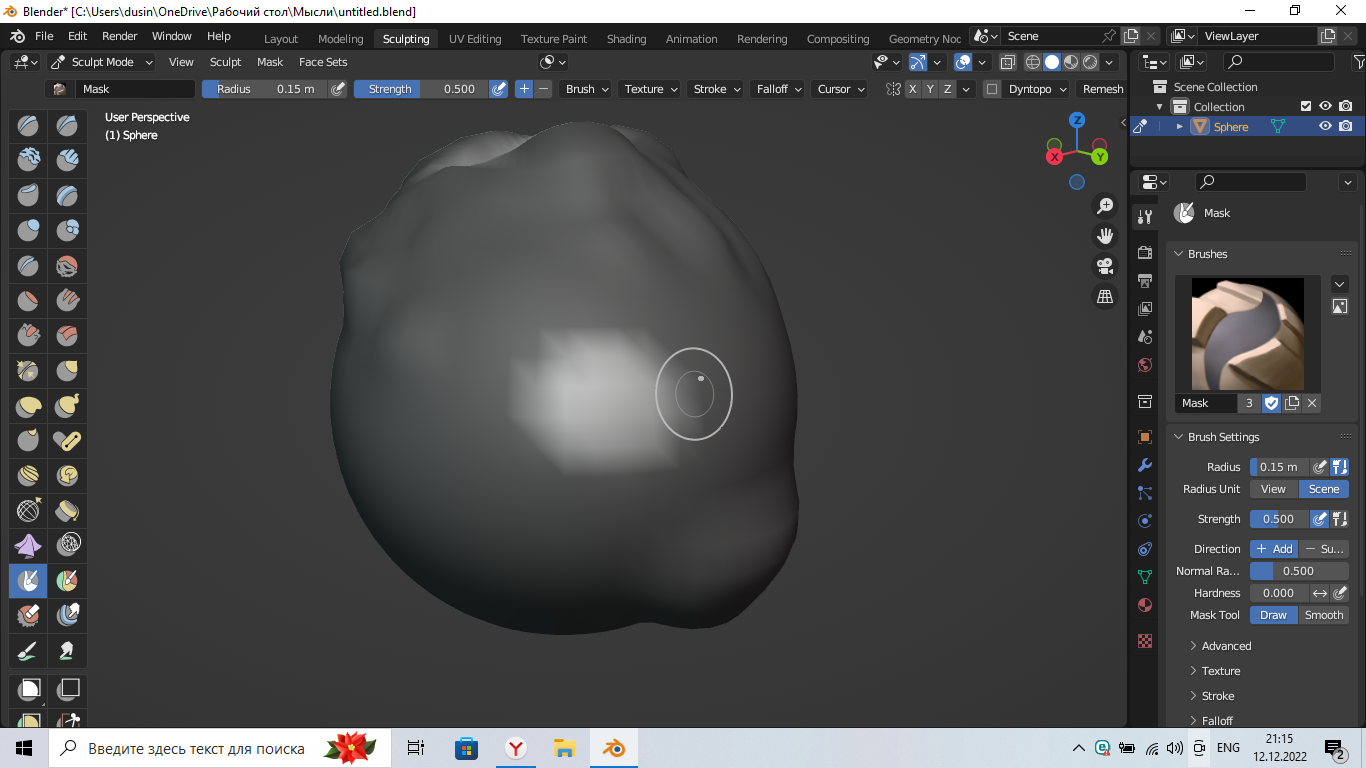 Blender* [C:\Users\dusin\OneDrive\Рабочий стол\Мысли\untitled.blend]
File Edit Render Window Help Layout Modeling Sculpting UV Editing Texture Paint Shading Animation Rendering Compositing Geometry Noc Scene ViewLayer
Sculpt Mode View Sculpt Mask Face Sets
Mask Radius 0.15 m Strength 0.500 Brush Texture Stroke Falloff Cursor X Y Z Dyntopo Remesh
User Perspective
(1) Sphere
Z
X Y
Scene Collection
Collection
Sphere
Mask
Brushes
Mask 3
Brush Settings
Radius 0.15 m
Radius Unit View Scene
Strength 0.500
Direction + Add − Su...
Normal Ra... 0.500
Hardness 0.000
Mask Tool Draw Smooth
Advanced
Texture
Stroke
Falloff
Введите здесь текст для поиска
ENG
21:15
12.12.2022
2